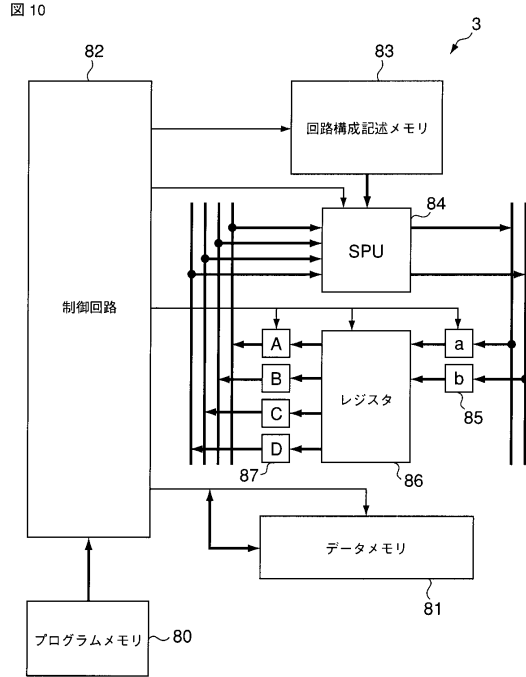 図 10
3
82
83
回路構成記述メモリ
84
SPU
制御回路
A
a
B
b
レジスタ
85
C
D
87
86
データメモリ
81
プログラムメモリ
80